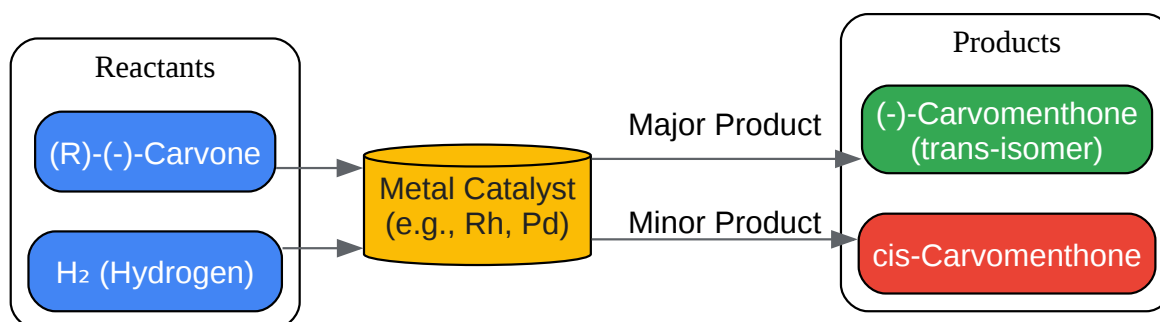 Reactants
(R)-(-)-Carvone
H₂ (Hydrogen)
Metal Catalyst
(e.g., Rh, Pd)
Major Product
Minor Product
Products
(-)-Carvomenthone
(trans-isomer)
cis-Carvomenthone